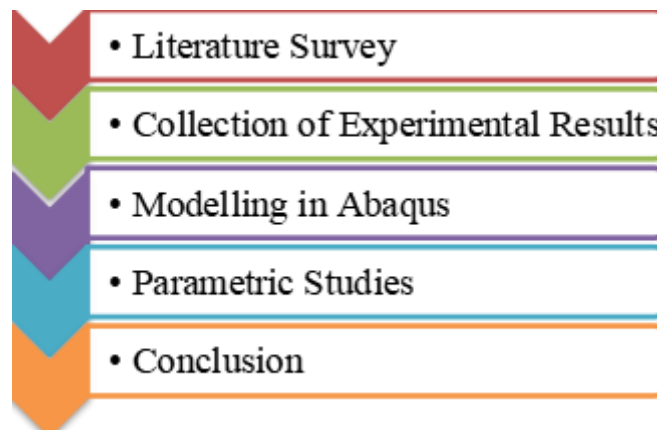 • Literature Survey
• Collection of Experimental Results
• Modelling in Abaqus
• Parametric Studies
• Conclusion